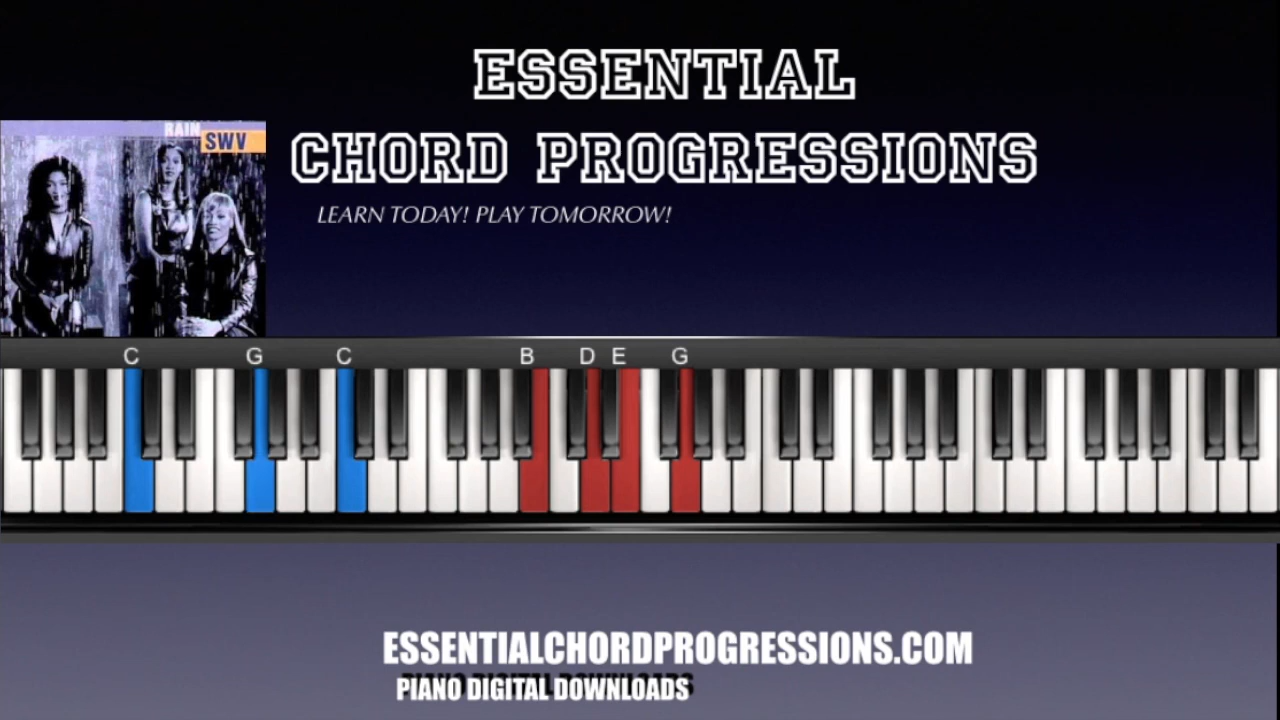 ESSENTIAL
CHORD PROGRESSIONS
LEARN TODAY! PLAY TOMORROW!
RAIN
SWV
C G C B D E G
ESSENTIALCHORDPROGRESSIONS.COM
PIANO DIGITAL DOWNLOADS